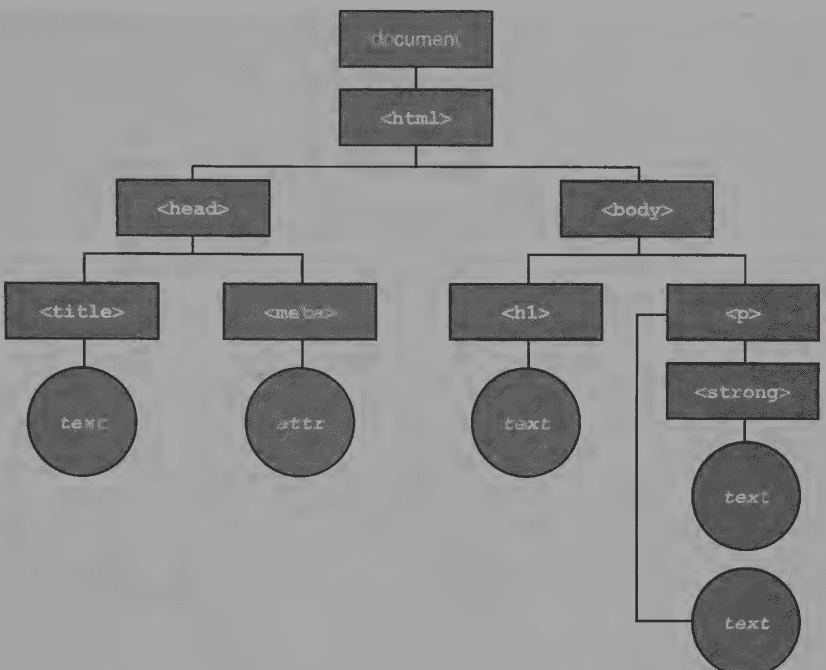 document
<html>
<head>
<body>
<title>
<meta>
<h1>
<p>
<strong>
text
attr
text
text
text